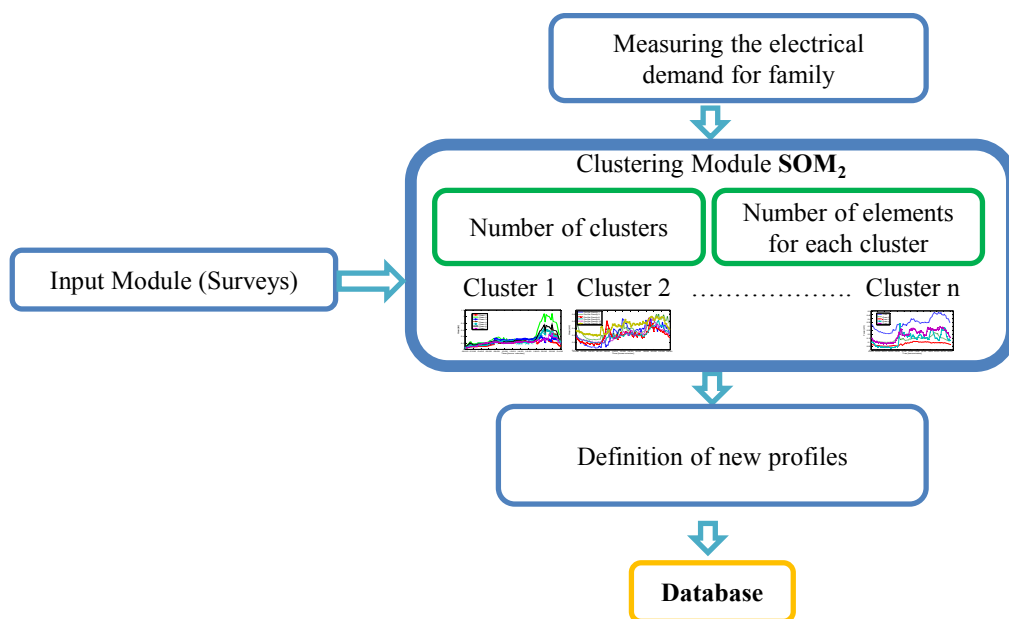 Measuring the electrical
demand for family
Clustering Module SOM₂
Number of clusters
Number of elements
for each cluster
Input Module (Surveys)
Cluster 1
Cluster 2
.......................
Cluster n
Definition of new profiles
Database